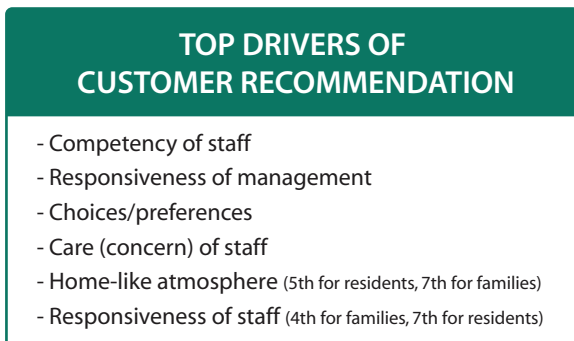 TOP DRIVERS OF
CUSTOMER RECOMMENDATION
- Competency of staff
- Responsiveness of management
- Choices/preferences
- Care (concern) of staff
- Home-like atmosphere (5th for residents, 7th for families)
- Responsiveness of staff (4th for families, 7th for residents)